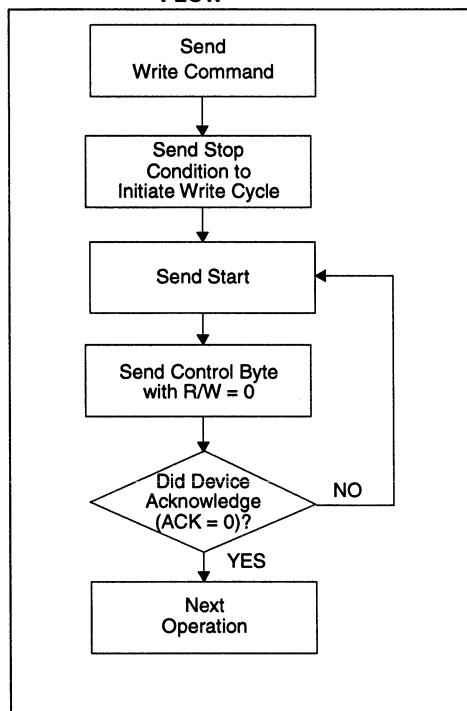 Send
Write Command
Send Stop
Condition to
Initiate Write Cycle
Send Start
Send Control Byte
with R/W = 0
Did Device
Acknowledge
(ACK = 0)?
NO
YES
Next
Operation